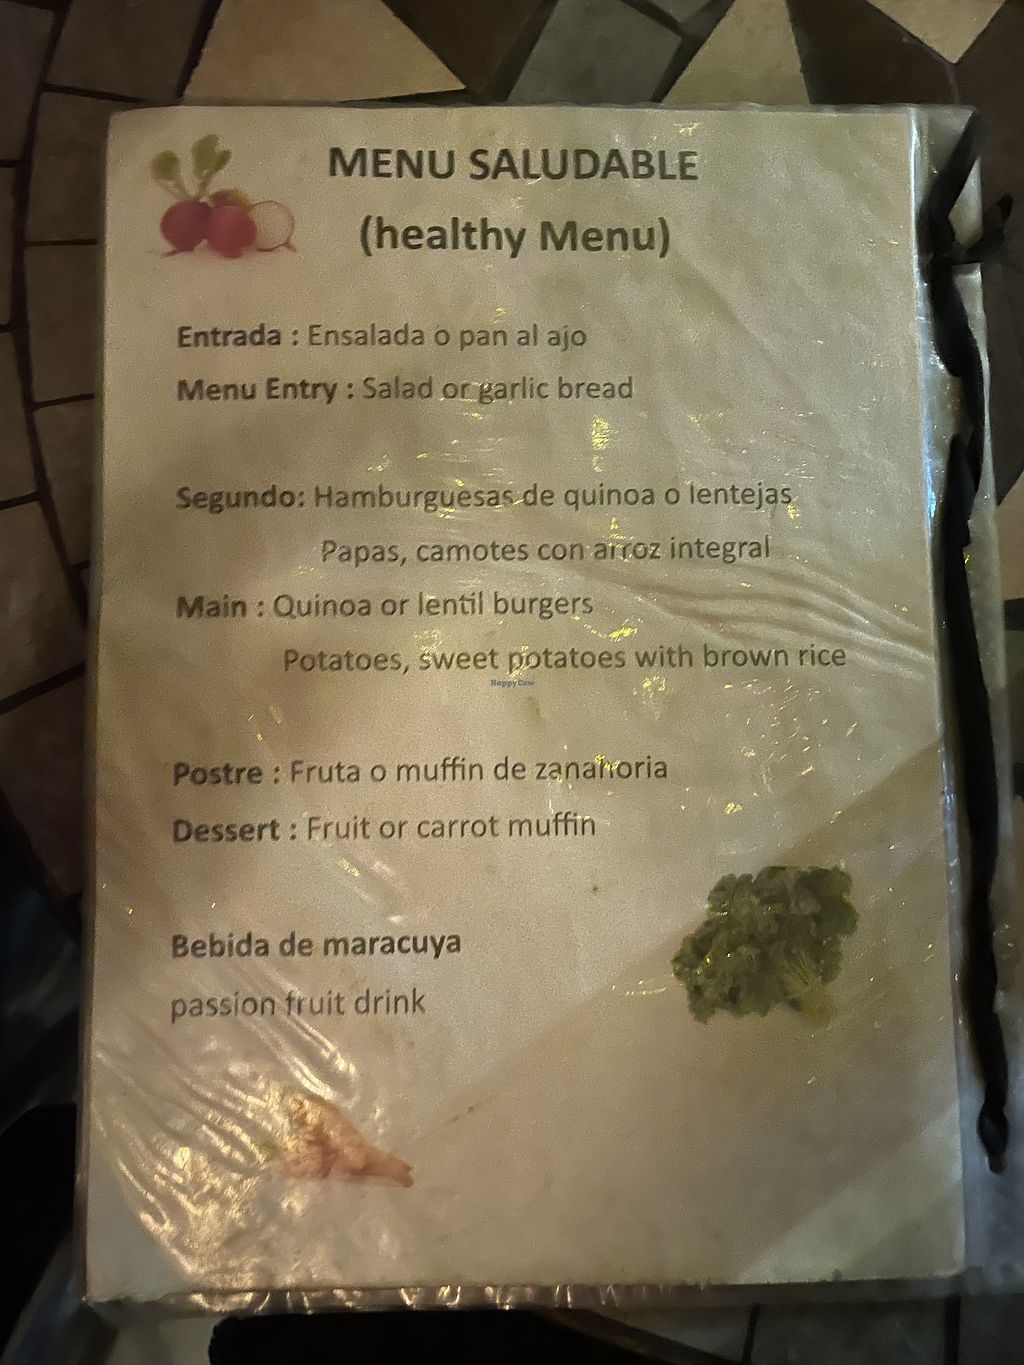 MENU SALUDABLE
(healthy Menu)
Entrada : Ensalada o pan al ajo
Menu Entry : Salad or garlic bread
Segundo: Hamburguesas de quinoa o lentejas
Papas, camotes con arroz integral
Main : Quinoa or lentil burgers
Potatoes, sweet potatoes with brown rice
HappyCow
Postre : Fruta o muffin de zanahoria
Dessert : Fruit or carrot muffin
Bebida de maracuya
passion fruit drink